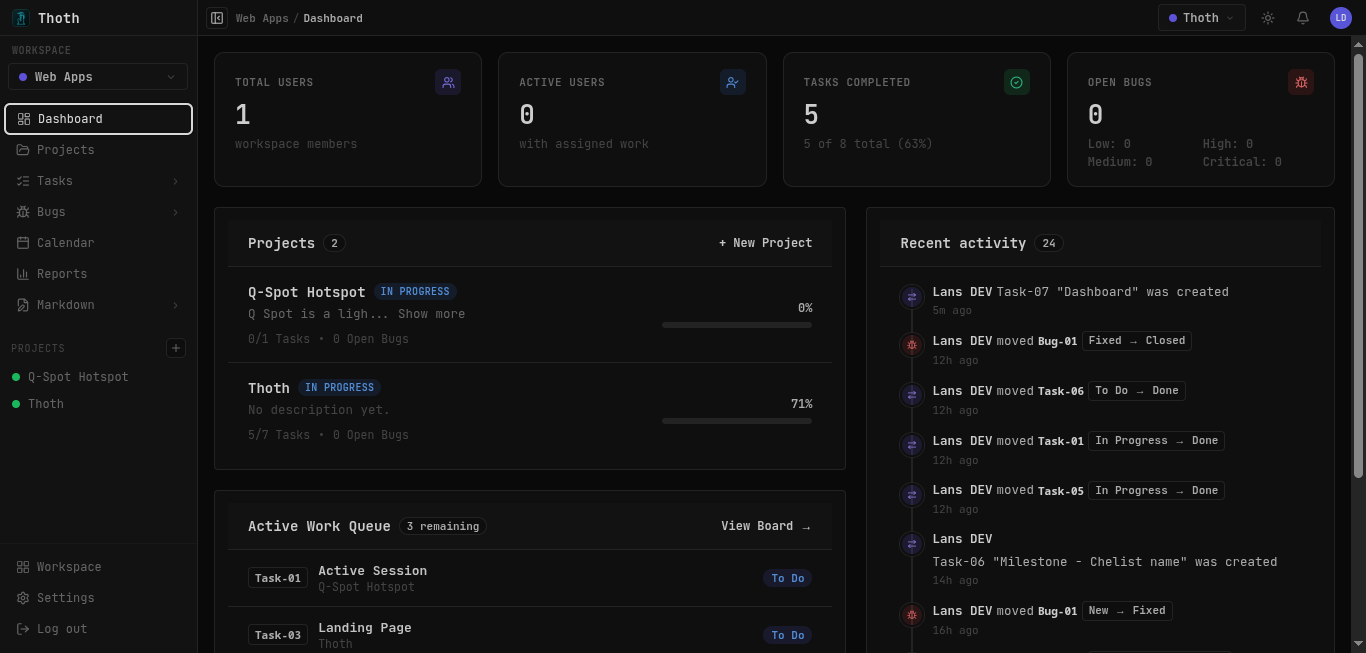 Thoth
WORKSPACE
Web Apps
Dashboard
Projects
Tasks
Bugs
Calendar
Reports
Markdown
PROJECTS
+
Q-Spot Hotspot
Thoth
Workspace
Settings
Log out
Web Apps / Dashboard
Thoth
LD
TOTAL USERS
1
workspace members
ACTIVE USERS
0
with assigned work
TASKS COMPLETED
5
5 of 8 total (63%)
OPEN BUGS
0
Low: 0 High: 0
Medium: 0 Critical: 0
Projects 2
+ New Project
Q-Spot Hotspot IN PROGRESS
Q Spot is a ligh... Show more
0/1 Tasks • 0 Open Bugs
0%
Thoth IN PROGRESS
No description yet.
5/7 Tasks • 0 Open Bugs
71%
Active Work Queue 3 remaining
View Board →
Task-01
Active Session
Q-Spot Hotspot
To Do
Task-03
Landing Page
Thoth
To Do
Recent activity 24
Lans DEV Task-07 "Dashboard" was created
5m ago
Lans DEV moved Bug-01 Fixed → Closed
12h ago
Lans DEV moved Task-06 To Do → Done
12h ago
Lans DEV moved Task-01 In Progress → Done
12h ago
Lans DEV moved Task-05 In Progress → Done
12h ago
Lans DEV
Task-06 "Milestone - Chelist name" was created
14h ago
Lans DEV moved Bug-01 New → Fixed
16h ago